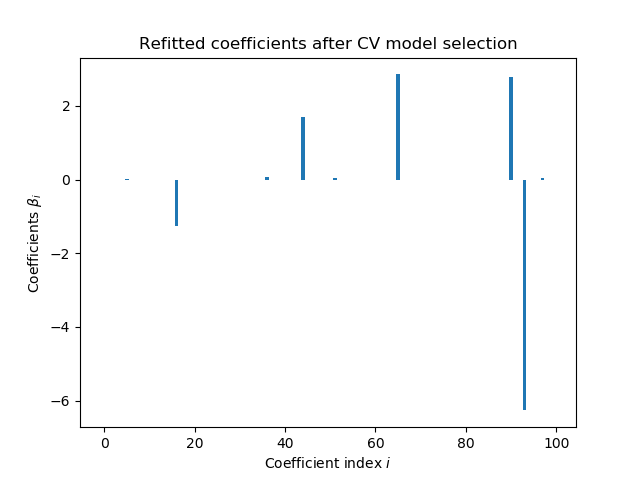 Refitted coefficients after CV model selection
2
0
−2
−4
−6
Coefficients βᵢ
0 20 40 60 80 100
Coefficient index i